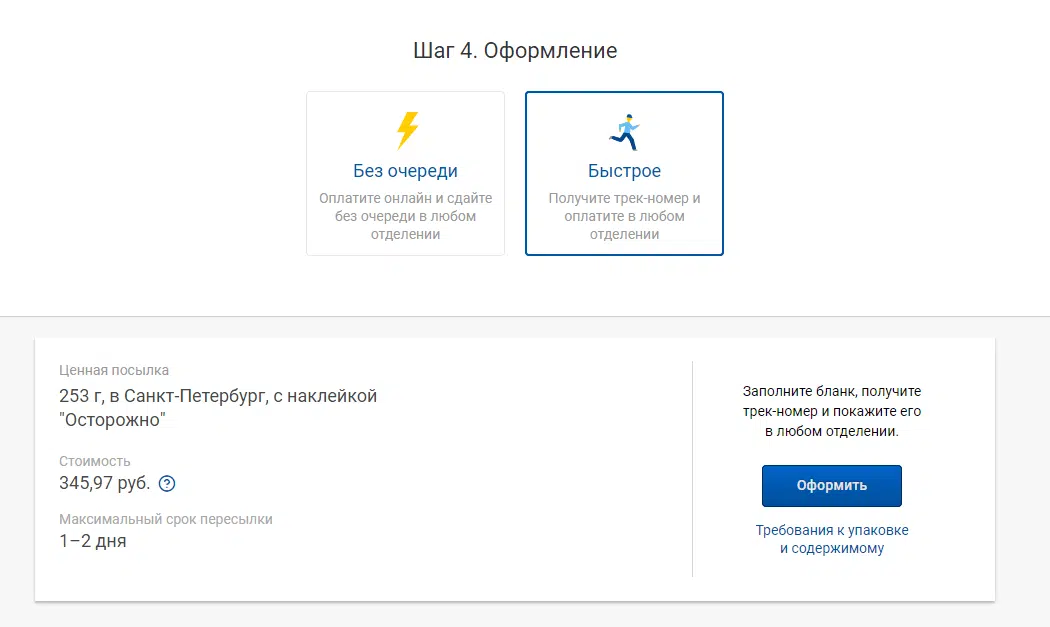 Шаг 4. Оформление
Без очереди
Оплатите онлайн и сдайте
без очереди в любом
отделении
Быстрое
Получите трек-номер и
оплатите в любом
отделении
Ценная посылка
253 г, в Санкт-Петербург, с наклейкой
"Осторожно"
Стоимость
345,97 руб. ?
Максимальный срок пересылки
1–2 дня
Заполните бланк, получите
трек-номер и покажите его
в любом отделении.
Оформить
Требования к упаковке
и содержимому